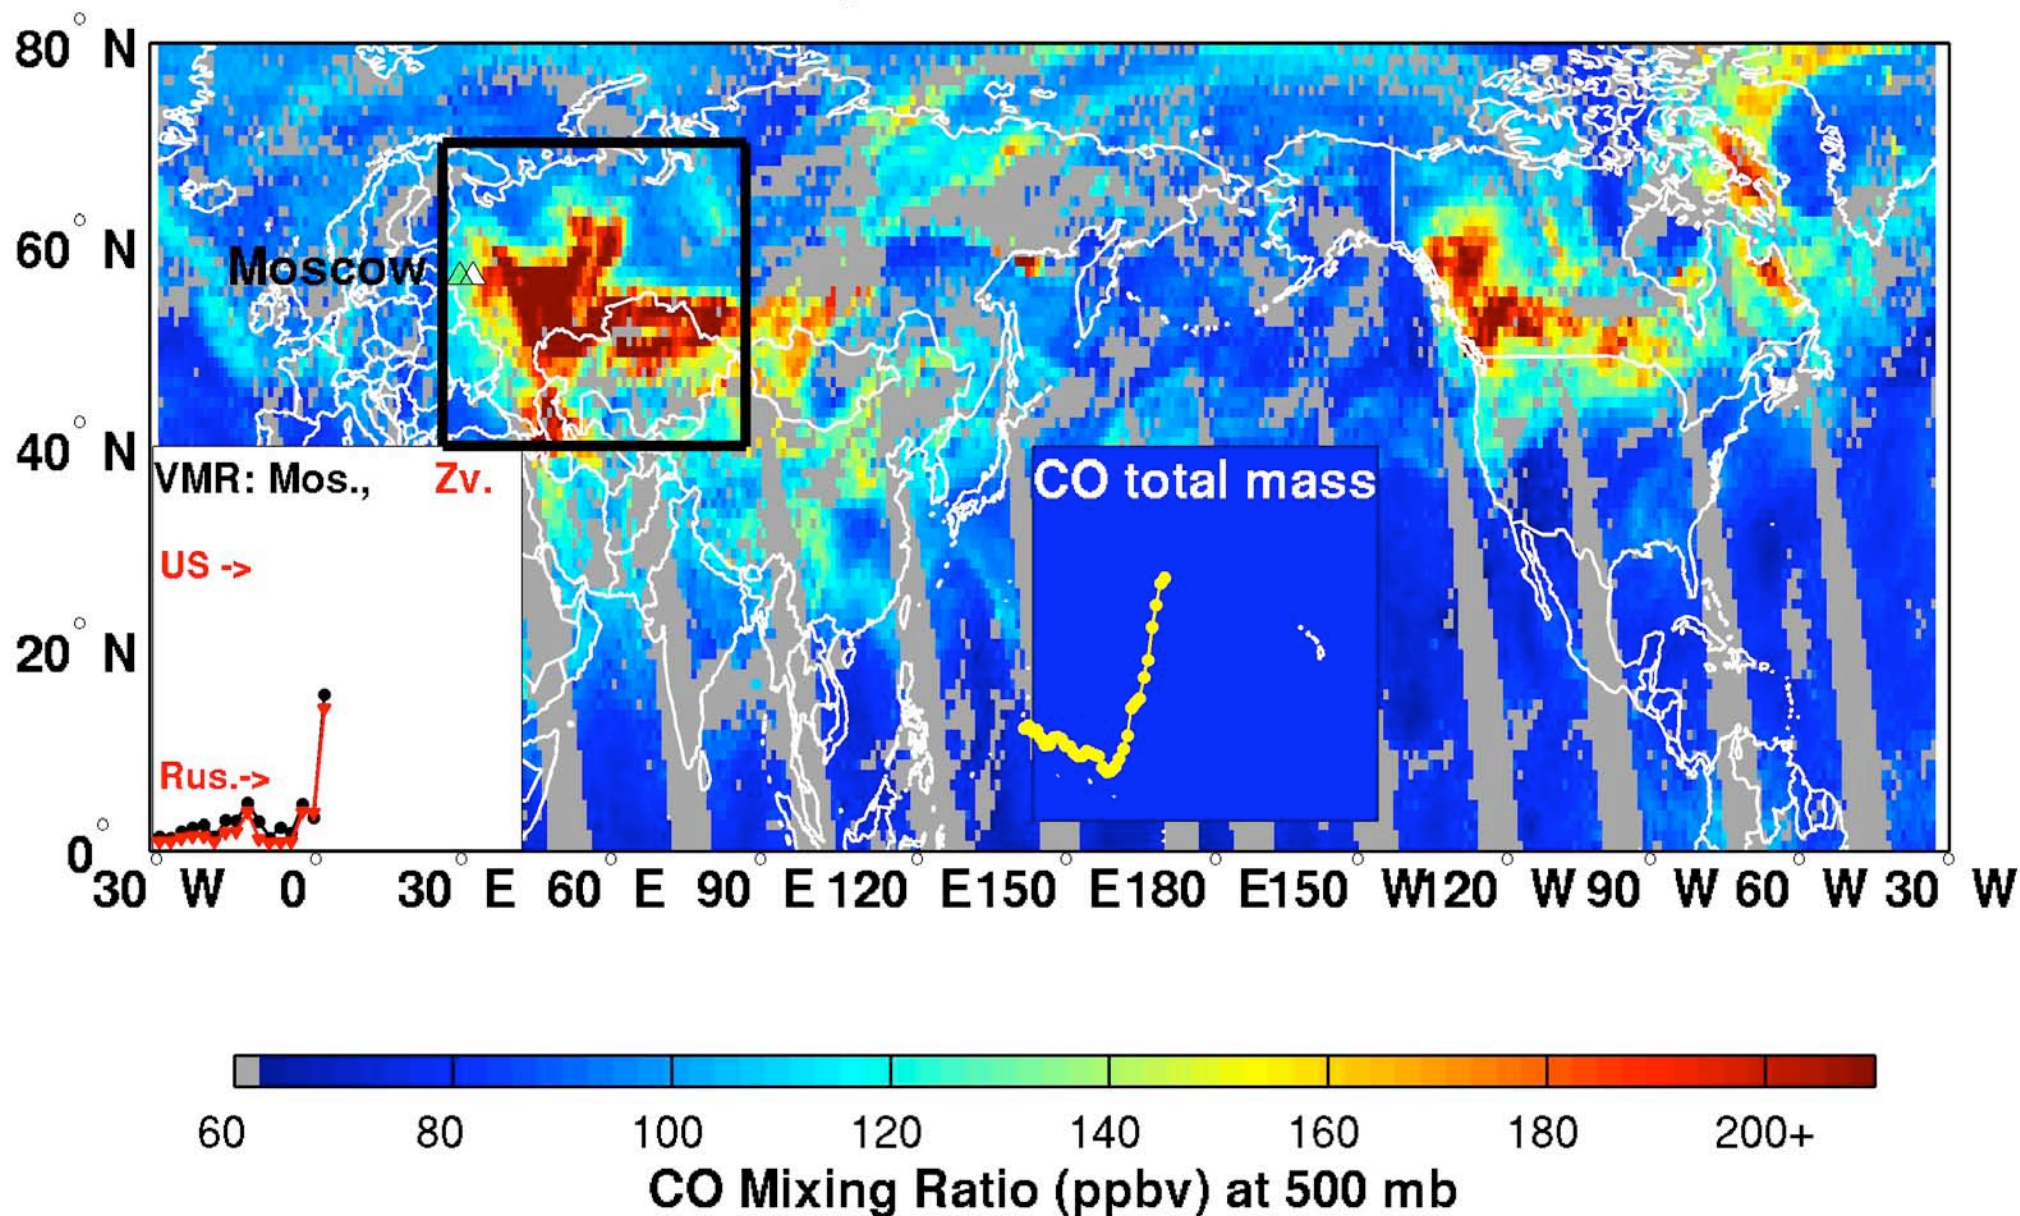 80° N
60° N
Moscow
40° N
VMR: Mos., Zv.
CO total mass
US ->
20° N
Rus.->
0°
30° W 0° 30° E 60° E 90° E 120° E 150° E 180° E 150° W 120° W 90° W 60° W 30° W
60 80 100 120 140 160 180 200+
CO Mixing Ratio (ppbv) at 500 mb